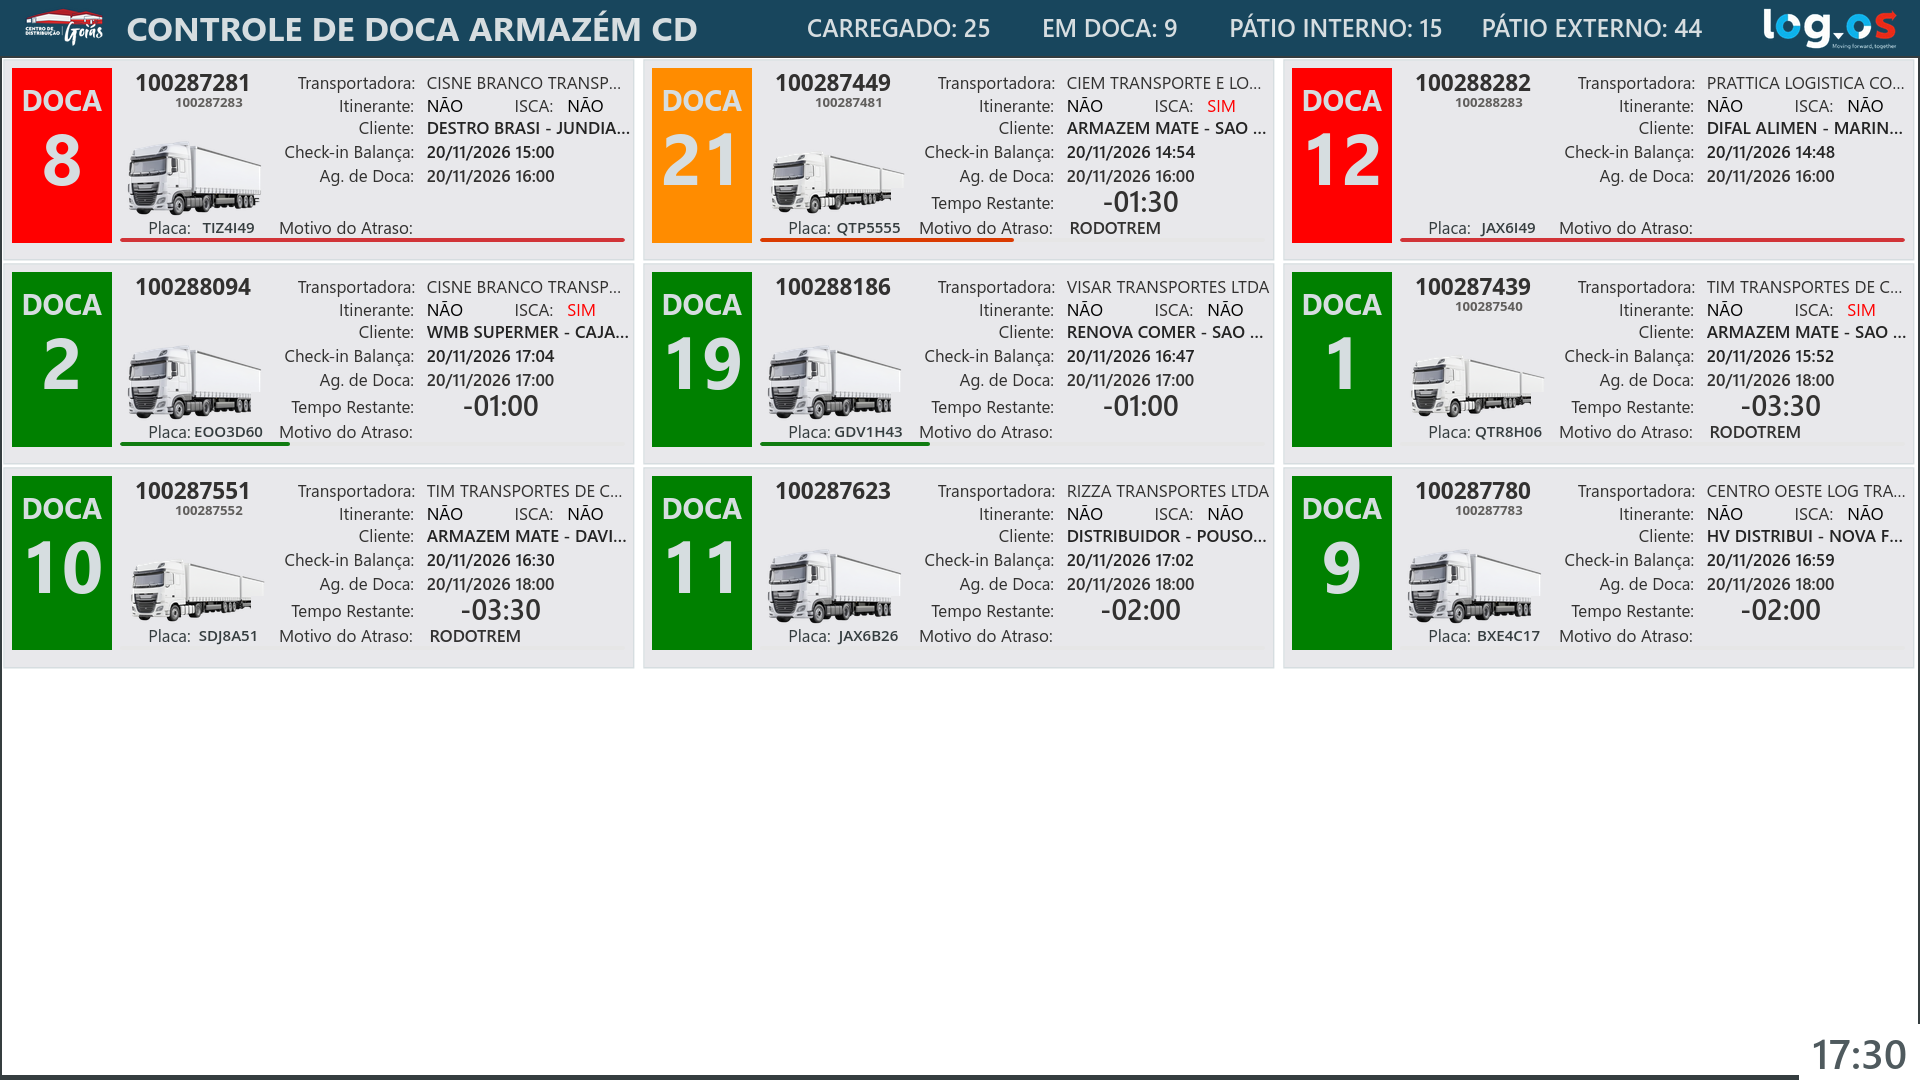 CENTRO DE DISTRIBUIÇÃO Goiás
CONTROLE DE DOCA ARMAZÉM CD
CARREGADO: 25
EM DOCA: 9
PÁTIO INTERNO: 15
PÁTIO EXTERNO: 44
log.os
Moving forward, together
DOCA
8
100287281
100287283
Transportadora: CISNE BRANCO TRANSP...
Itinerante: NÃO ISCA: NÃO
Cliente: DESTRO BRASI - JUNDIA...
Check-in Balança: 20/11/2026 15:00
Ag. de Doca: 20/11/2026 16:00
Placa: TIZ4I49 Motivo do Atraso:
DOCA
21
100287449
100287481
Transportadora: CIEM TRANSPORTE E LO...
Itinerante: NÃO ISCA: SIM
Cliente: ARMAZEM MATE - SAO ...
Check-in Balança: 20/11/2026 14:54
Ag. de Doca: 20/11/2026 16:00
Tempo Restante: -01:30
Placa: QTP5555 Motivo do Atraso: RODOTREM
DOCA
12
100288282
100288283
Transportadora: PRATTICA LOGISTICA CO...
Itinerante: NÃO ISCA: NÃO
Cliente: DIFAL ALIMEN - MARIN...
Check-in Balança: 20/11/2026 14:48
Ag. de Doca: 20/11/2026 16:00
Placa: JAX6I49 Motivo do Atraso:
DOCA
2
100288094
Transportadora: CISNE BRANCO TRANSP...
Itinerante: NÃO ISCA: SIM
Cliente: WMB SUPERMER - CAJA...
Check-in Balança: 20/11/2026 17:04
Ag. de Doca: 20/11/2026 17:00
Tempo Restante: -01:00
Placa: EOO3D60 Motivo do Atraso:
DOCA
19
100288186
Transportadora: VISAR TRANSPORTES LTDA
Itinerante: NÃO ISCA: NÃO
Cliente: RENOVA COMER - SAO ...
Check-in Balança: 20/11/2026 16:47
Ag. de Doca: 20/11/2026 17:00
Tempo Restante: -01:00
Placa: GDV1H43 Motivo do Atraso:
DOCA
1
100287439
100287540
Transportadora: TIM TRANSPORTES DE C...
Itinerante: NÃO ISCA: SIM
Cliente: ARMAZEM MATE - SAO ...
Check-in Balança: 20/11/2026 15:52
Ag. de Doca: 20/11/2026 18:00
Tempo Restante: -03:30
Placa: QTR8H06 Motivo do Atraso: RODOTREM
DOCA
10
100287551
100287552
Transportadora: TIM TRANSPORTES DE C...
Itinerante: NÃO ISCA: NÃO
Cliente: ARMAZEM MATE - DAVI...
Check-in Balança: 20/11/2026 16:30
Ag. de Doca: 20/11/2026 18:00
Tempo Restante: -03:30
Placa: SDJ8A51 Motivo do Atraso: RODOTREM
DOCA
11
100287623
Transportadora: RIZZA TRANSPORTES LTDA
Itinerante: NÃO ISCA: NÃO
Cliente: DISTRIBUIDOR - POUSO...
Check-in Balança: 20/11/2026 17:02
Ag. de Doca: 20/11/2026 18:00
Tempo Restante: -02:00
Placa: JAX6B26 Motivo do Atraso:
DOCA
9
100287780
100287783
Transportadora: CENTRO OESTE LOG TRA...
Itinerante: NÃO ISCA: NÃO
Cliente: HV DISTRIBUI - NOVA F...
Check-in Balança: 20/11/2026 16:59
Ag. de Doca: 20/11/2026 18:00
Tempo Restante: -02:00
Placa: BXE4C17 Motivo do Atraso:
17:30